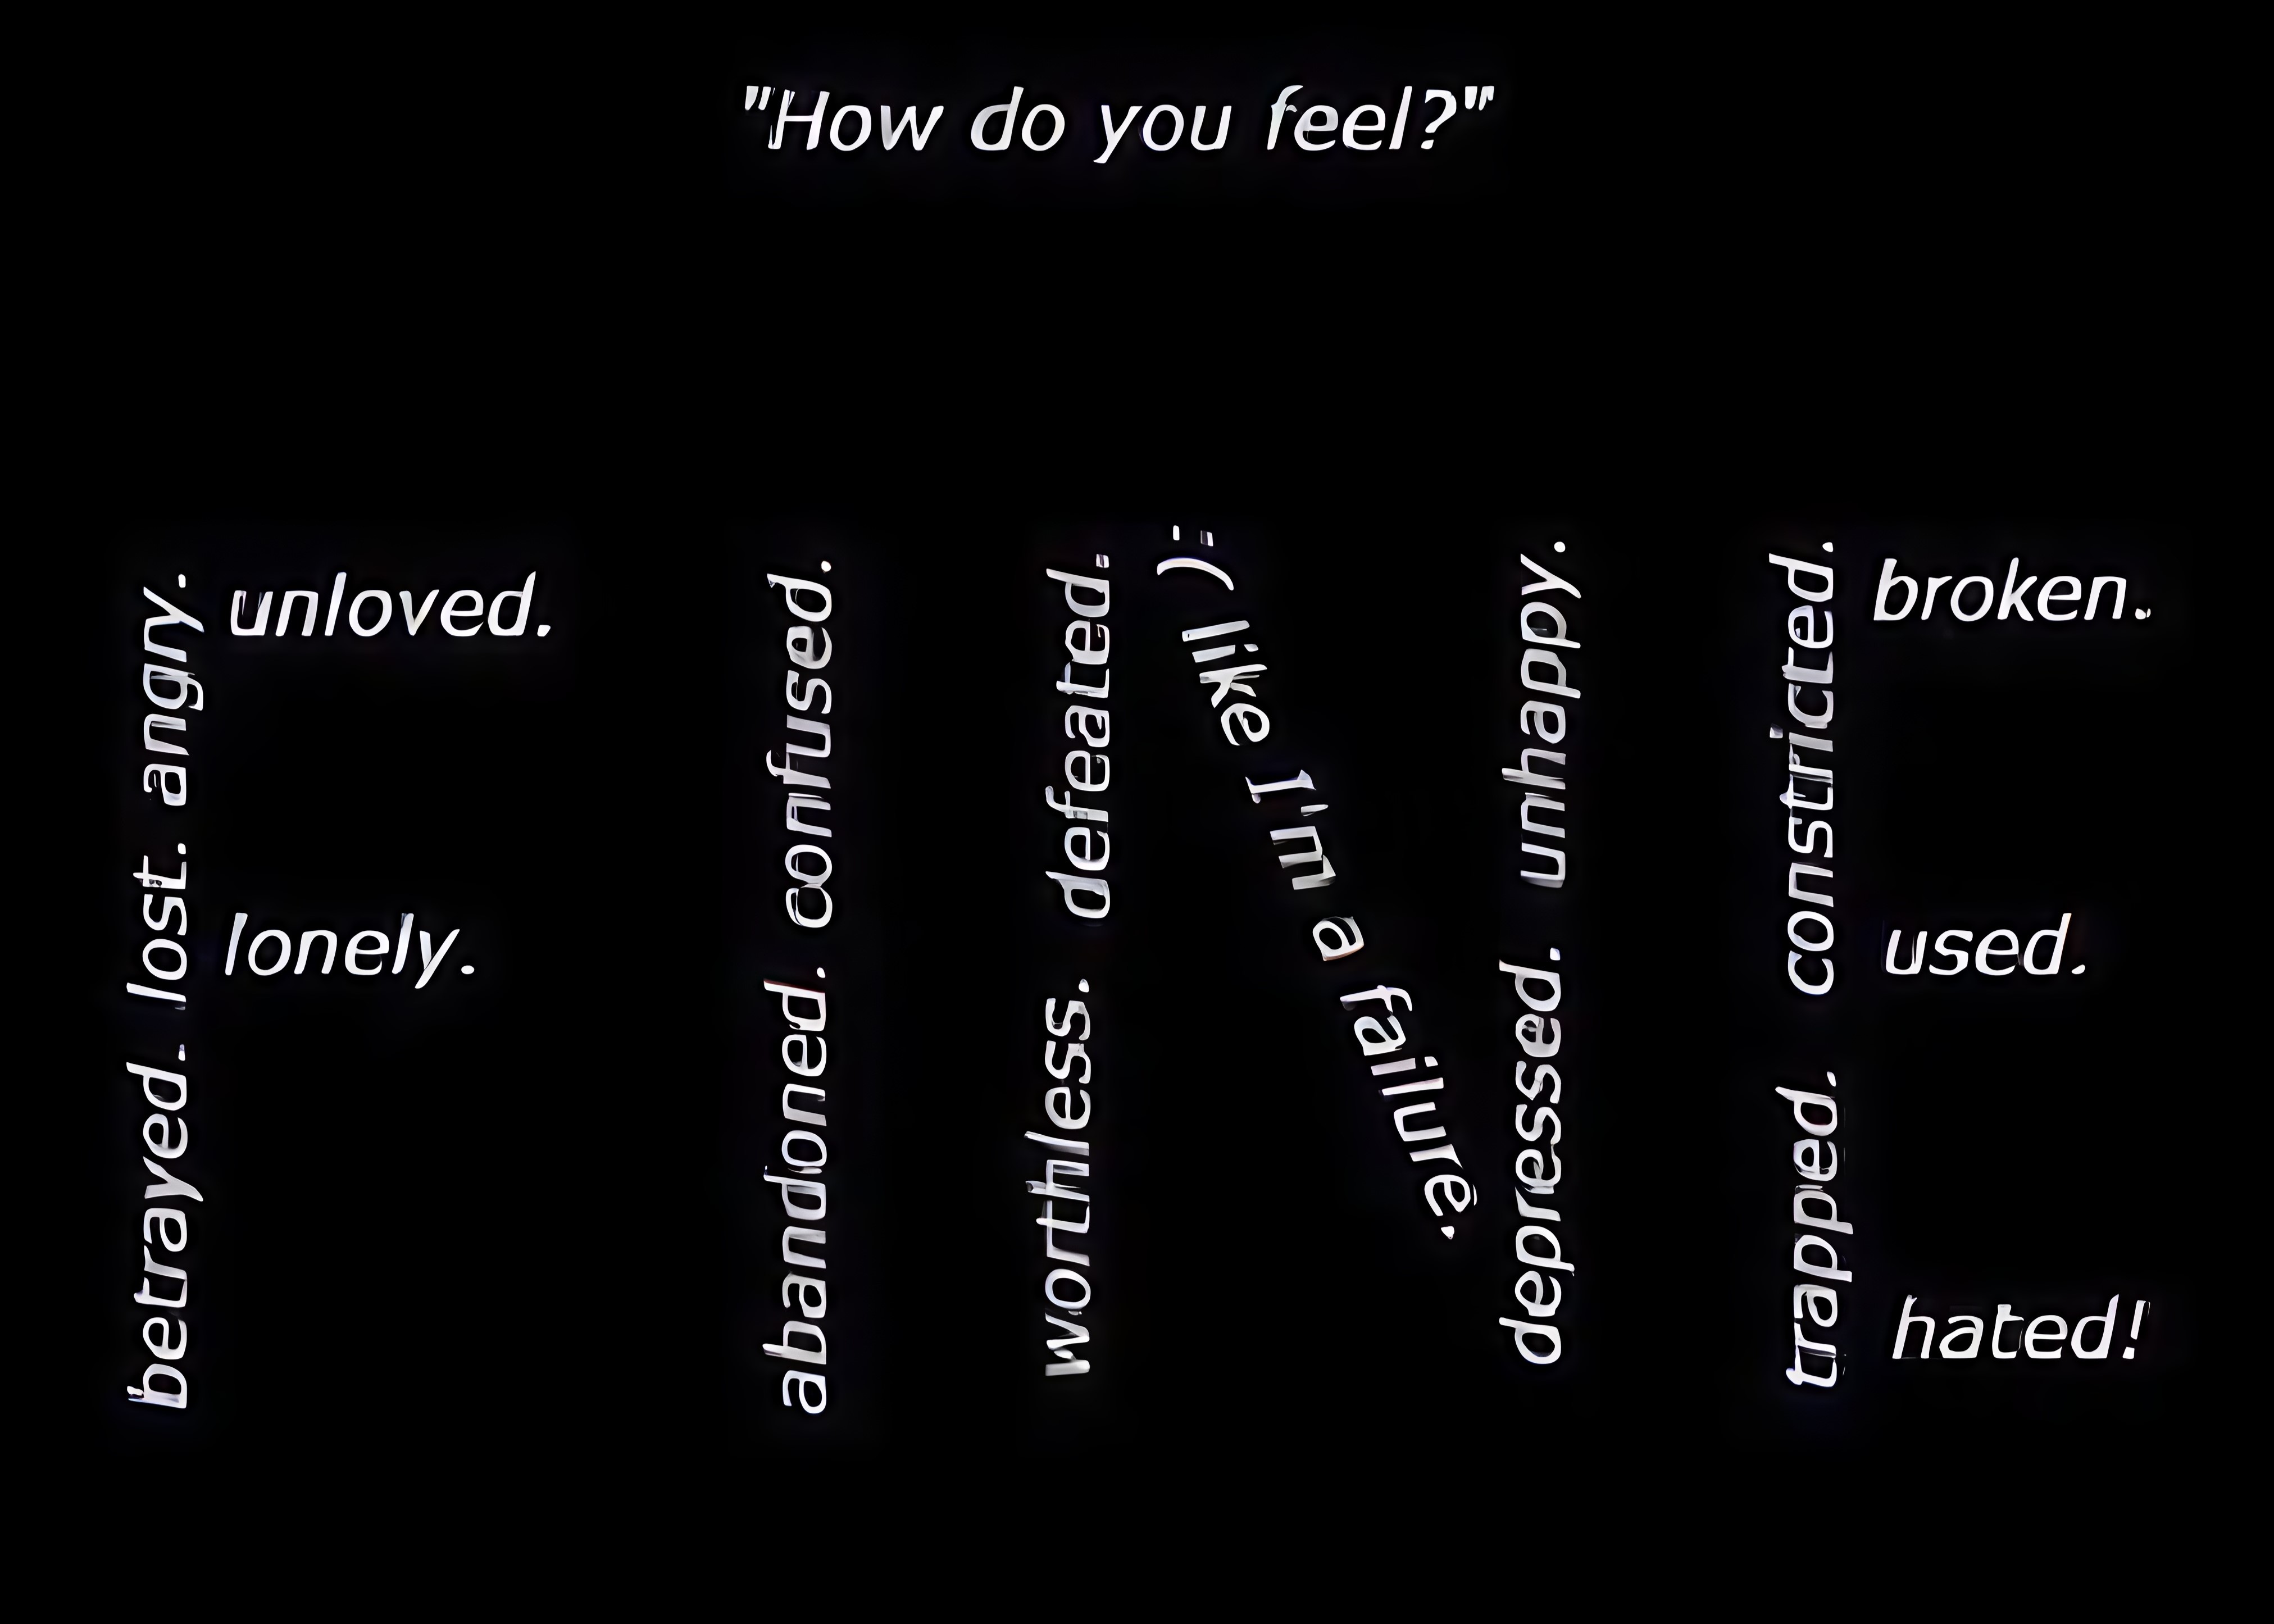 "How do you feel?"
betrayed. lost. angry.
unloved.
lonely.
abandoned. confused.
worthless. defeated.
)': like I'm a failure.
depressed. unhappy.
trapped. constricted.
broken.
used.
hated!